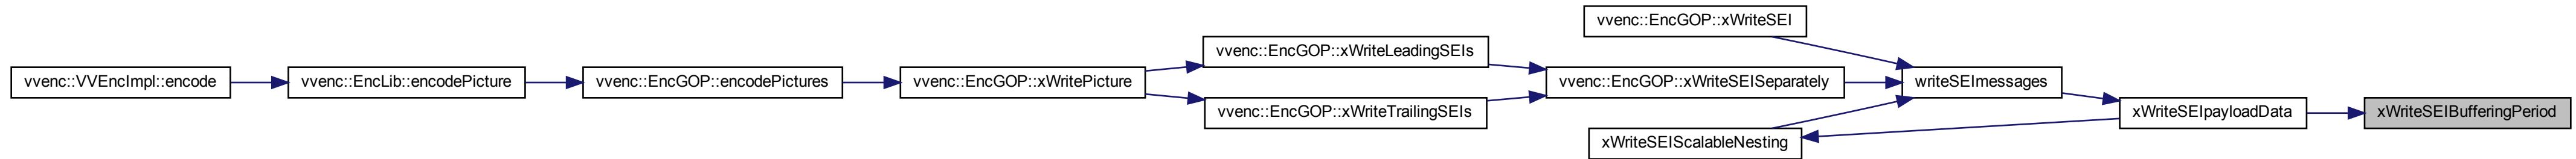 vvenc::EncGOP::xWriteSEI
vvenc::EncGOP::xWriteLeadingSEIs
vvenc::VVEncImpl::encode
vvenc::EncLib::encodePicture
vvenc::EncGOP::encodePictures
vvenc::EncGOP::xWritePicture
vvenc::EncGOP::xWriteSEISeparately
writeSEImessages
vvenc::EncGOP::xWriteTrailingSEIs
xWriteSEIpayloadData
xWriteSEIBufferingPeriod
xWriteSEIScalableNesting